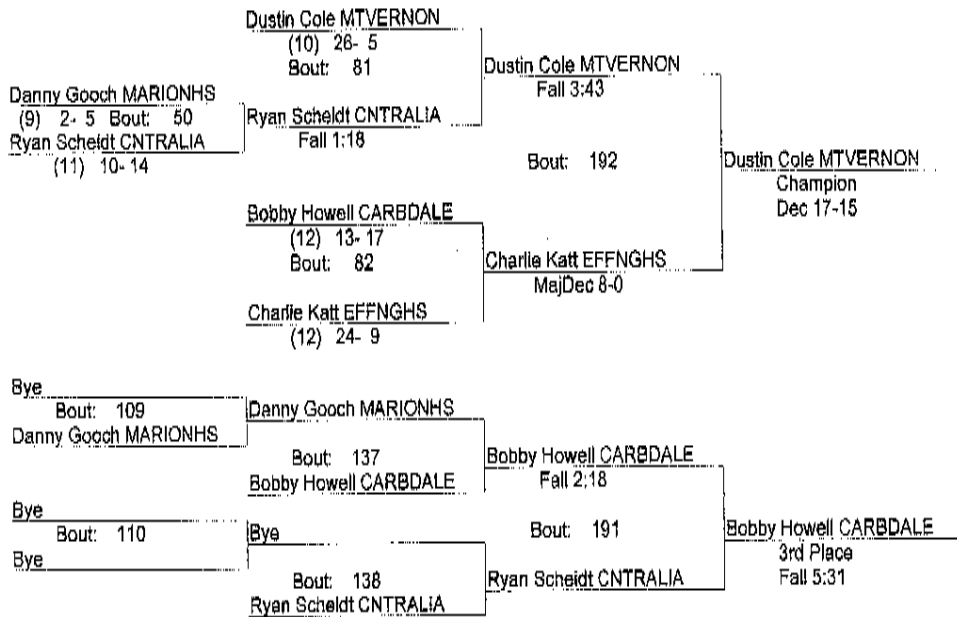 Dustin Cole MTVERNON
(10) 26- 5
Bout: 81
Dustin Cole MTVERNON
Fall 3:43
Danny Gooch MARIONHS
(9) 2- 5 Bout: 50
Ryan Scheidt CNTRALIA
(11) 10- 14
Ryan Scheidt CNTRALIA
Fall 1:18
Bout: 192
Dustin Cole MTVERNON
Champion
Dec 17-15
Bobby Howell CARBDALE
(12) 13- 17
Bout: 82
Charlie Katt EFFNGHS
MajDec 8-0
Charlie Katt EFFNGHS
(12) 24- 9
Bye
Bout: 109
Danny Gooch MARIONHS
Danny Gooch MARIONHS
Bout: 137
Bobby Howell CARBDALE
Bobby Howell CARBDALE
Fall 2:18
Bye
Bout: 110
Bye
Bye
Bout: 191
Bobby Howell CARBDALE
3rd Place
Fall 5:31
Bout: 138
Ryan Scheidt CNTRALIA
Ryan Scheidt CNTRALIA